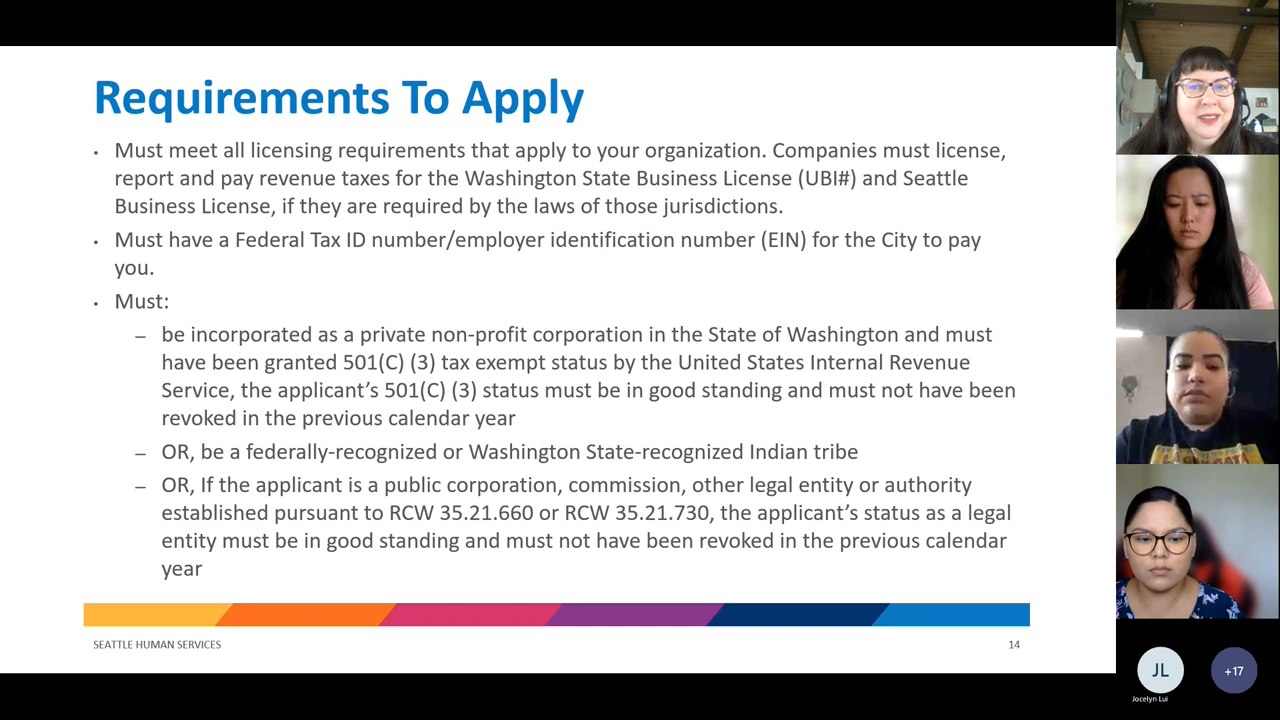 Requirements To Apply
• Must meet all licensing requirements that apply to your organization. Companies must license,
report and pay revenue taxes for the Washington State Business License (UBI#) and Seattle
Business License, if they are required by the laws of those jurisdictions.
• Must have a Federal Tax ID number/employer identification number (EIN) for the City to pay
you.
• Must:
– be incorporated as a private non-profit corporation in the State of Washington and must
have been granted 501(C) (3) tax exempt status by the United States Internal Revenue
Service, the applicant’s 501(C) (3) status must be in good standing and must not have been
revoked in the previous calendar year
– OR, be a federally-recognized or Washington State-recognized Indian tribe
– OR, If the applicant is a public corporation, commission, other legal entity or authority
established pursuant to RCW 35.21.660 or RCW 35.21.730, the applicant’s status as a legal
entity must be in good standing and must not have been revoked in the previous calendar
year
SEATTLE HUMAN SERVICES
14
JL
+17
Jocelyn Lui